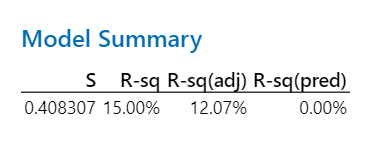 Model Summary
S R-sq R-sq(adj) R-sq(pred)
0.408307 15.00% 12.07% 0.00%